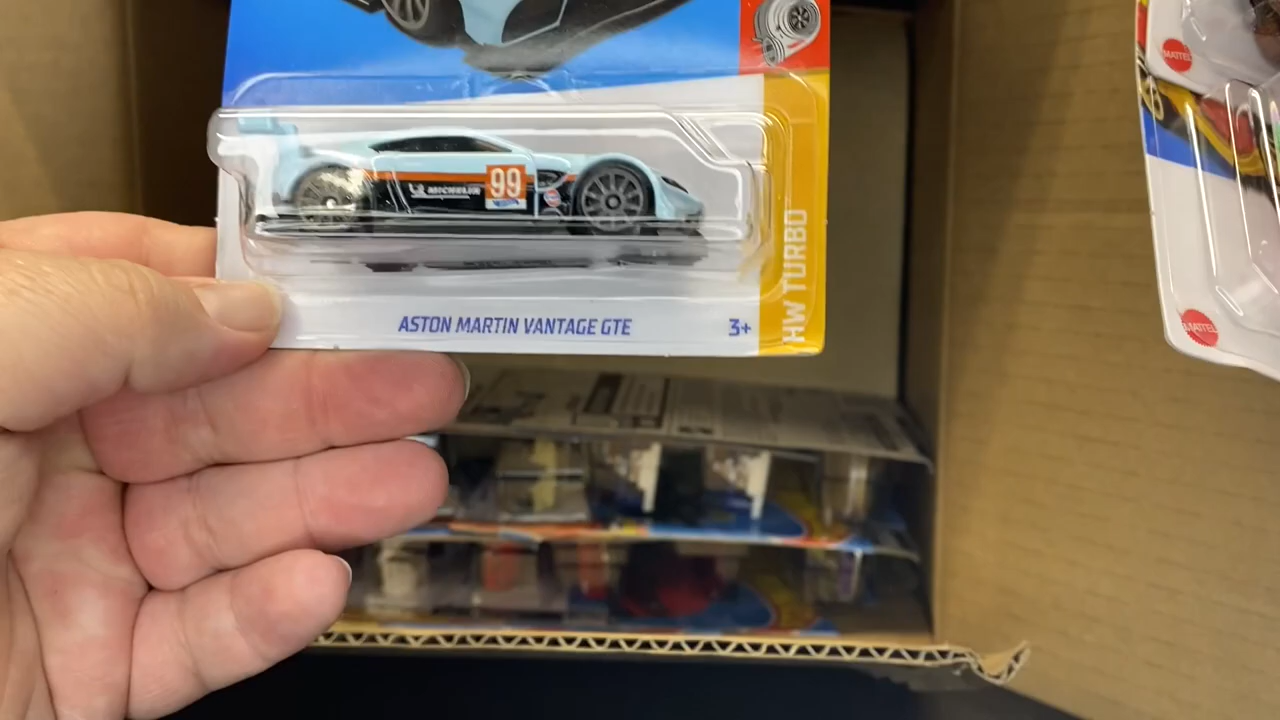 MATTEL
MICHELIN
99
HW TURBO
ASTON MARTIN VANTAGE GTE
3+
MATTEL